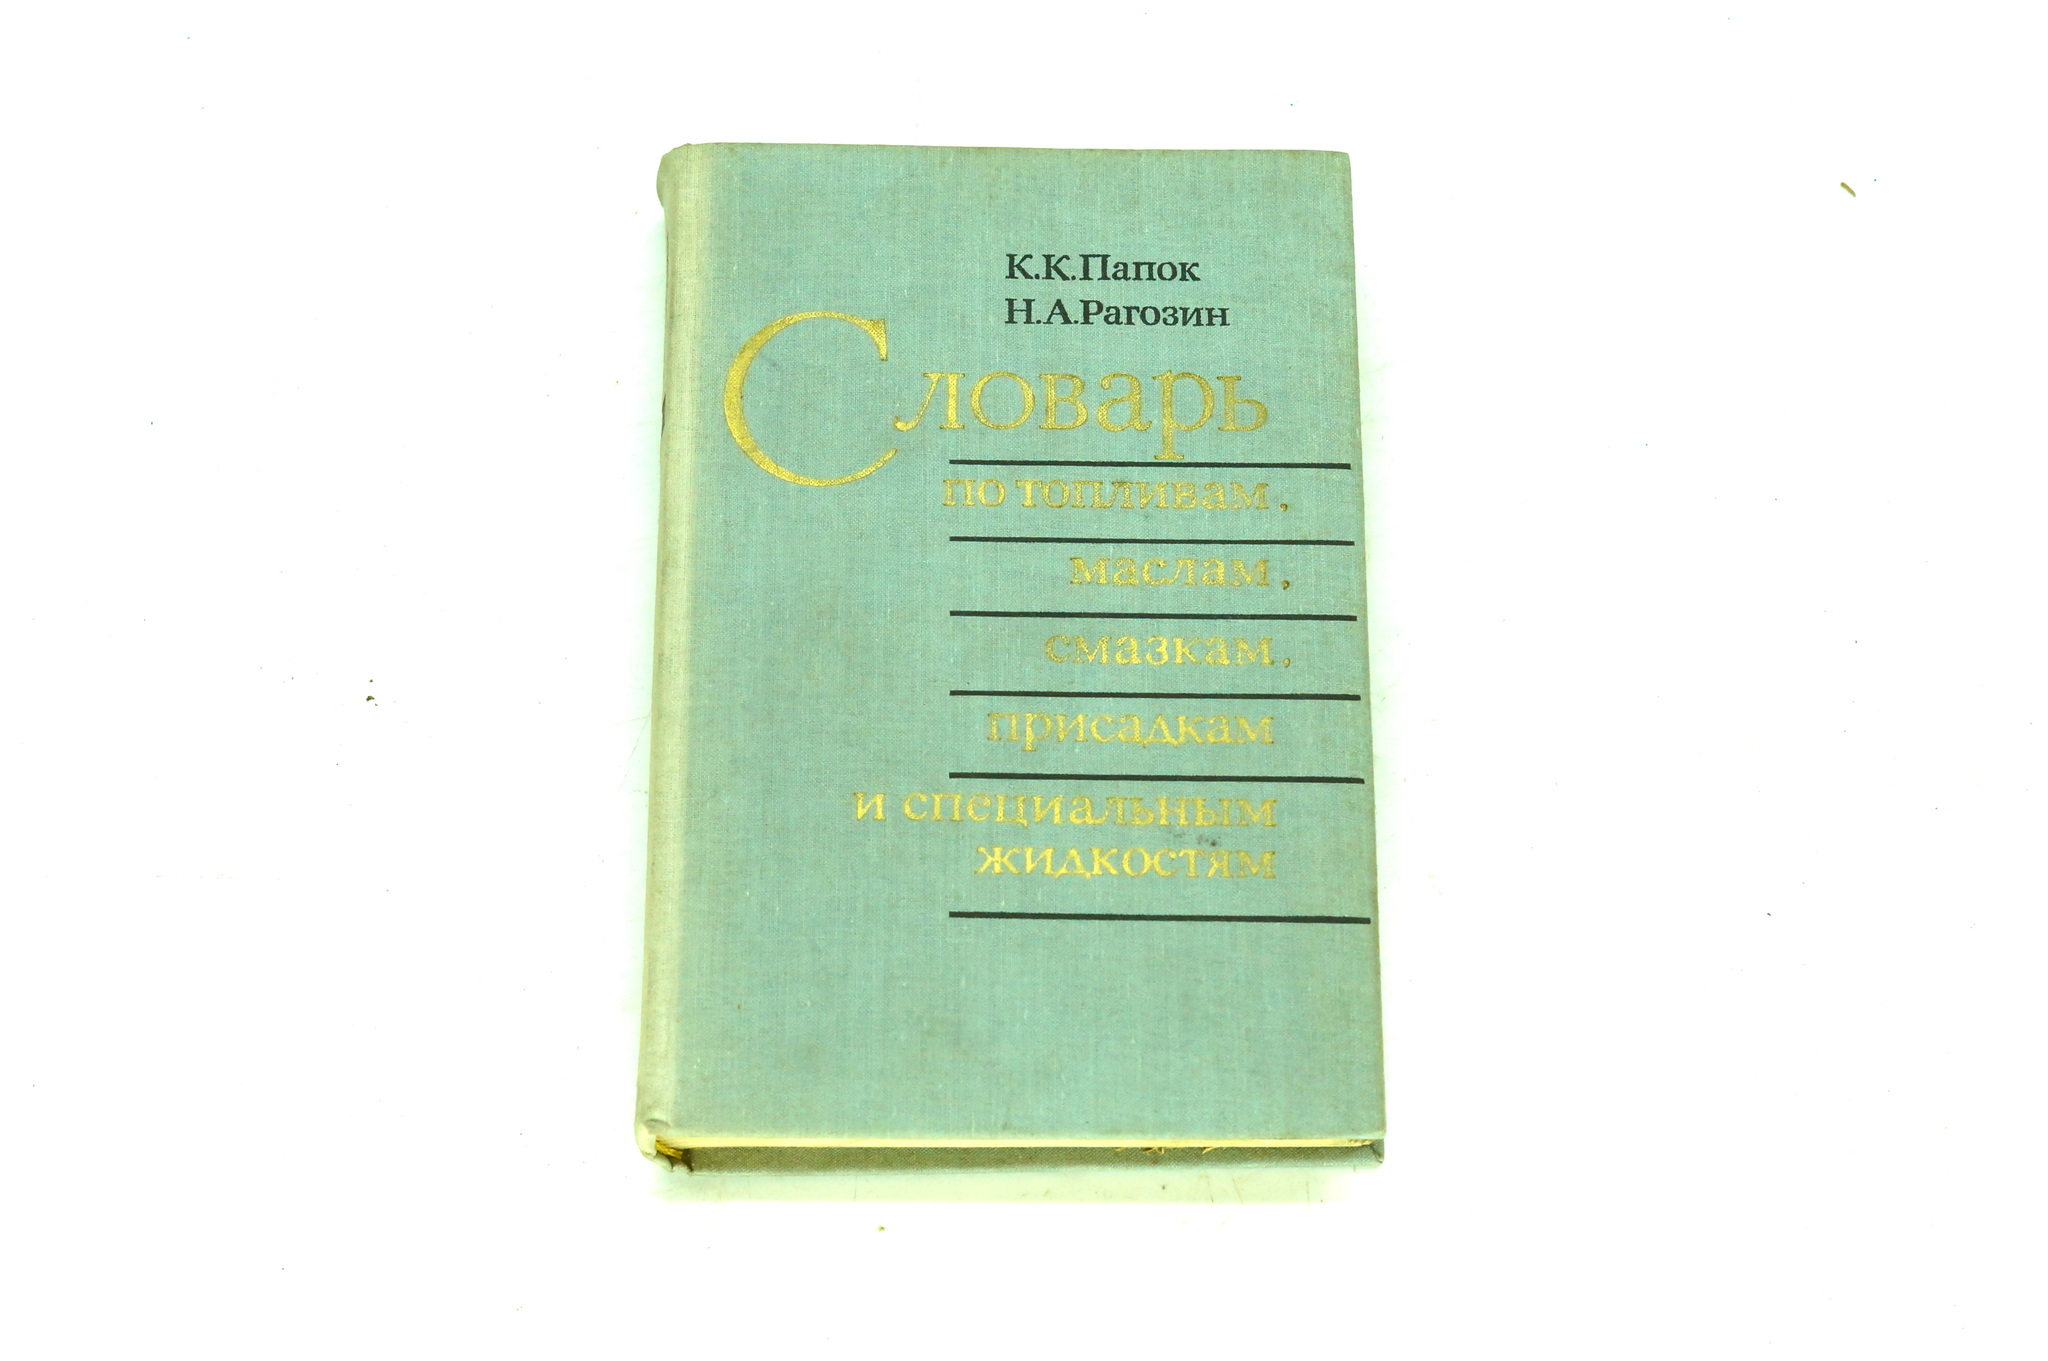 К.К.Папок
Н.А.Рагозин
Словарь
по топливам,
маслам,
смазкам,
присадкам
и специальным
жидкостям